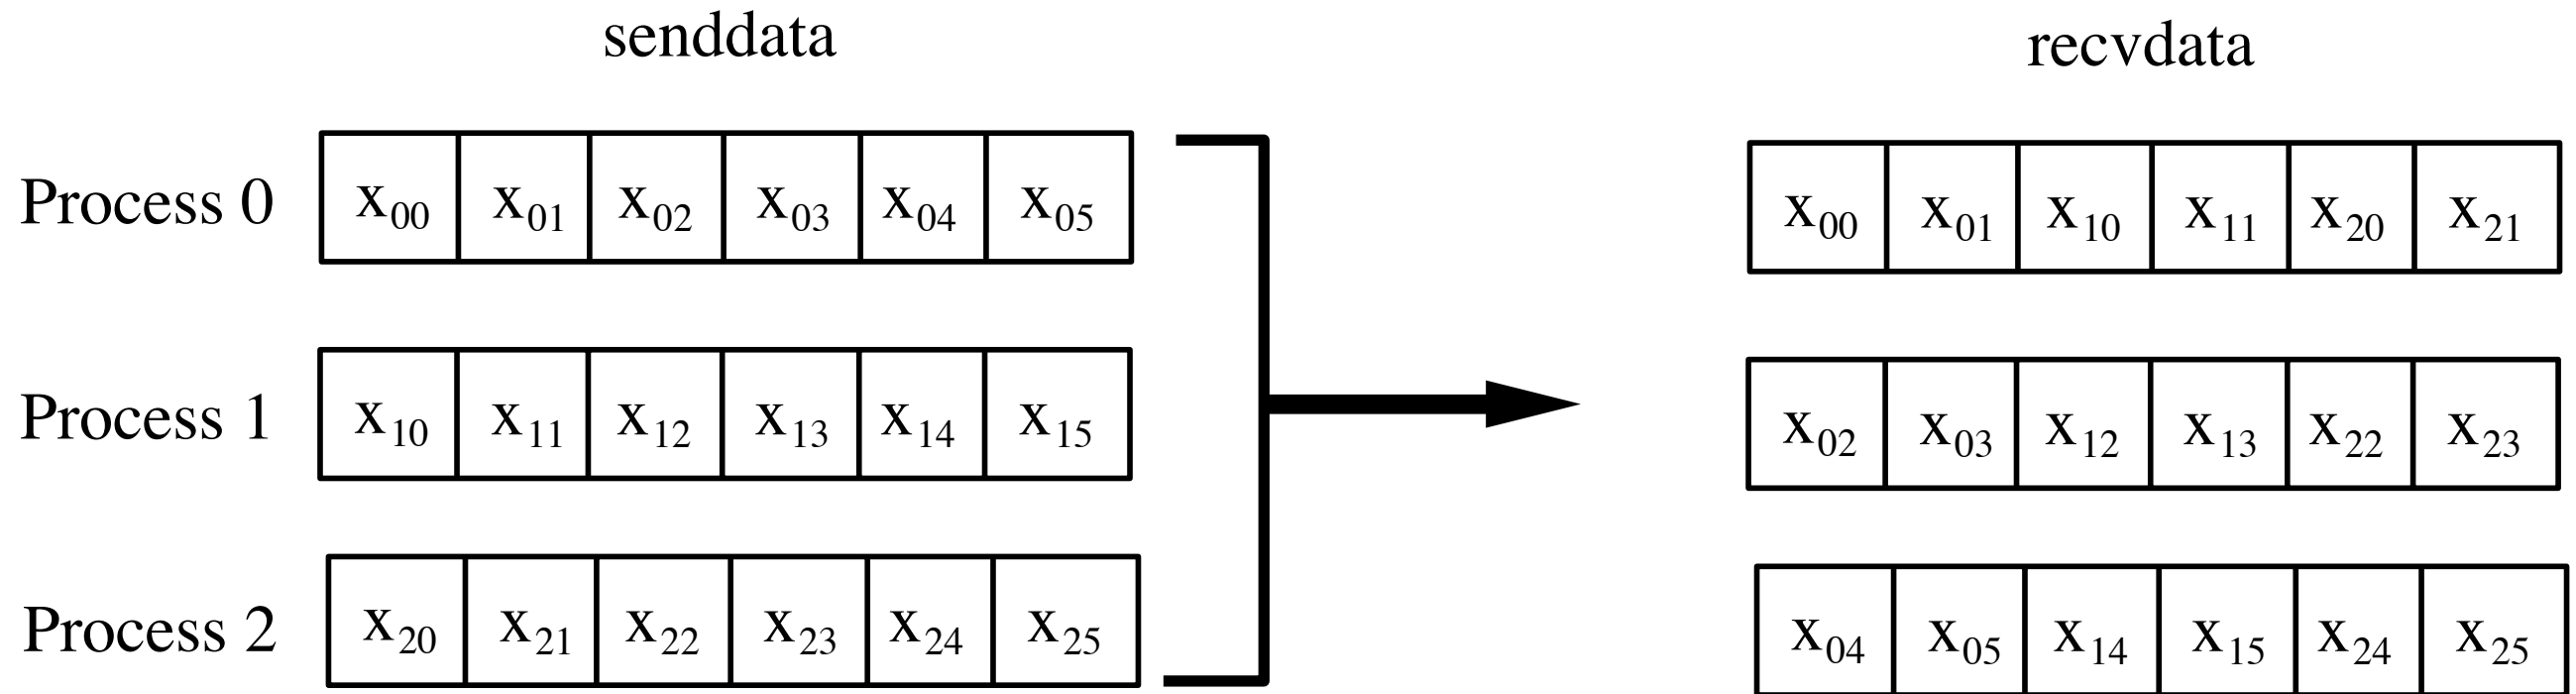 senddata recvdata
Process 0 x00 x01 x02 x03 x04 x05 x00 x01 x10 x11 x20 x21
Process 1 x10 x11 x12 x13 x14 x15 x02 x03 x12 x13 x22 x23
Process 2 x20 x21 x22 x23 x24 x25 x04 x05 x14 x15 x24 x25